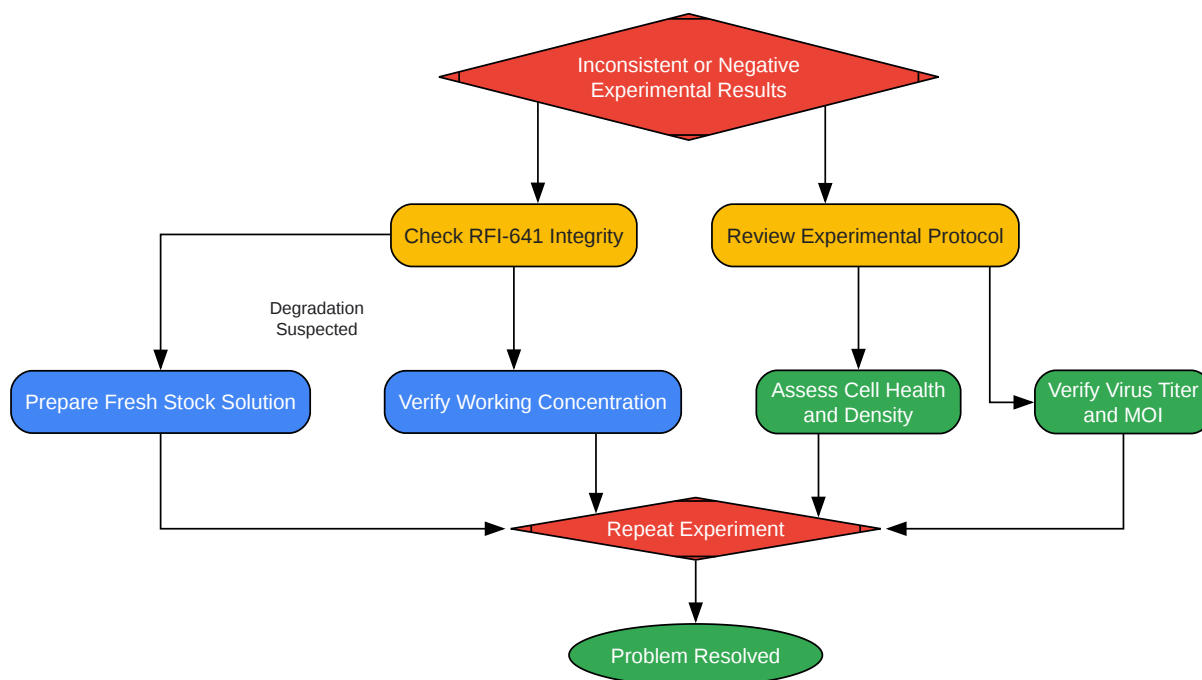 Inconsistent or Negative
Experimental Results
Check RFI-641 Integrity
Review Experimental Protocol
Degradation
Suspected
Prepare Fresh Stock Solution
Verify Working Concentration
Assess Cell Health
and Density
Verify Virus Titer
and MOI
Repeat Experiment
Problem Resolved